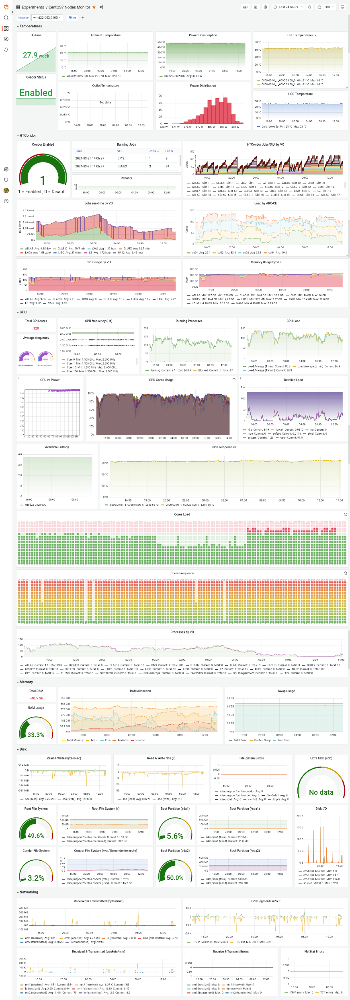 Experiments / CentOS7 Nodes Monitor
Last 24 hours
30s
Instance wn-d22-002:9100 Filters +
Temperatures
UpTime
27.9 week
Condor Status
Enabled
Ambient Temperature
30 °C
20 °C
10 °C
0 °C
16:00 20:00 00:00 04:00 08:00 12:00
wn-d22-002:9100 Min: 20.0 °C Max: 22.0 °C
Power Consumption
500 W
400 W
300 W
200 W
100 W
0 W
16:00 20:00 00:00 04:00 08:00 12:00
wn-d22-002:9100 Avg: 480.5 W
CPU Temperatures
80 °C
60 °C
40 °C
20 °C
0 °C
16:00 20:00 00:00 04:00 08:00 12:00
0000:00:01_1_0000:01:00_0 Min: 61 °C Max: 66 °C
0000:00:01_1_0000:01:00_1 Min: 61 °C Max: 66 °C
Outlet Temperature
1 °C
0.750 °C
0.500 °C
0.250 °C
0 °C
No data
16:00 20:00 00:00 04:00 08:00 12:00
Power Distribution
100
75
50
25
0
468 W 471 W 474 W 477 W 480 W 483 W 486 W
HDD Temperature
30 °C
20 °C
10 °C
0 °C
16:00 20:00 00:00 04:00 08:00 12:00
Disk /dev/sda Min: 25 °C Max: 29 °C
HTCondor
Condor Enabled
1
1 = Enabled , 0 = Disabl...
Running Jobs
Time VO Jobs CPUs
2024-03-21 14:06:37 CMS 1 8
2024-03-21 14:06:37 GLUEX 3 24
Reboots
16:00 20:00 00:00 04:00 08:00 12:00
HTCondor Jobs/Slot by VO
150
100
50
0
Cores
16:00 20:00 00:00 04:00 08:00 12:00
ATLAS - Slot 1 GLUEX - Slot 1 LIGO - Slot 1 LZ - Slot 1 ATLAS - Slot 10 LHCb - Slot 10
ATLAS - Slot 11 CMS - Slot 11 LIGO - Slot 11 ATLAS - Slot 12 CLAS12 - Slot 12 CMS - Slot 12
GLUEX - Slot 12 ATLAS - Slot 13 GLUEX - Slot 13 LHCb - Slot 13 LIGO - Slot 13 LZ - Slot 13
ATLAS - Slot 14 ATLAS - Slot 15 CLAS12 - Slot 15 GLUEX - Slot 15 LHCb - Slot 16 ATLAS - Slot 17
Jobs run-time by VO
4.13 week
3.31 week
2.48 week
1.65 week
5.79 day
0 s
Run-Time
16:00 20:00 00:00 04:00 08:00 12:00
ATLAS Avg: 4.45 day CLAS12 Avg: 29.7 min CMS Avg: 1.29 hour GLUEX Avg: 30.7 min
LHCb Avg: 1.58 week LIGO Avg: 27.6 min LZ Avg: 1.72 hour NA62 Avg: 6.45 hour
Load by ARC-CE
150
100
50
0
Cores
16:00 20:00 00:00 04:00 08:00 12:00
ce01 Avg: 29.1 ce02 Avg: 33.1 ce03 Avg: 32.8 ce04 Avg: 19.2
CPU usage by VO
200
150
100
50
0
Cores
16:00 20:00 00:00 04:00 08:00 12:00
ATLAS Avg: 97.5 CLAS12 Avg: 9.41 CMS Avg: 8 GLUEX Avg: 11.7 LHCb Avg: 18.7 LIGO Avg: 9.22
LZ Avg: 1.22 NA62 Avg: 1.97
Memory Usage by VO
300 GB
200 GB
100 GB
0 MB
RAM
16:00 20:00 00:00 04:00 08:00 12:00
ATLAS Min: 117 GB Max: 228 GB CLAS12 Min: 16.4 GB Max: 32.8 GB CMS Min: 16 GB Max: 16 GB
GLUEX Min: 16.4 GB Max: 49.2 GB LHCb Min: 512 MB Max: 2.82 GB LIGO Min: 16.4 GB Max: 32.8 GB
LZ Min: 4.10 GB Max: 8.19 GB NA62 Min: 4.10 GB Max: 8.19 GB
CPU
Total CPU cores
128
Average frequency
CPU frequency (Hz)
3.00 GHz
2.50 GHz
2.00 GHz
1.50 GHz
1.00 GHz
16:00 00:00 08:00
Core 0 Min: 1.500 GHz Max: 2.600 GHz
Core 1 Min: 1.500 GHz Max: 2.600 GHz
Core 10 Min: 1.500 GHz Max: 2.600 GHz
Core 100 Min: 1.500 GHz Max: 2.600 GHz
Running Processes
200
150
100
50
0
16:00 20:00 00:00 04:00 08:00 12:00
Running Current: 97 Total: 84.8 K Blocked Current: 0 Total: 87
CPU Load
150
100
50
0
16:00 20:00 00:00 04:00 08:00 12:00
Load Average (1 min) Current: 86.3 Load Average (5 min) Current: 86.9
Load Average (15 min) Current: 89.3
CPU vs Power
450
400
350
300
250
200
150
100
50
0
0 10 20 30 40 50 60 70 80 90 100110120130
CPU Cores Usage
100%
80%
60%
40%
20%
0%
16:00 18:00 20:00 22:00 00:00 02:00 04:00 06:00 08:00 10:00 12:00 14:00
Detailed Load
150
100
50
0
16:00 20:00 00:00 04:00 08:00 12:00
idle Current: 34.9 iowait Current: 0.0310 irq Current: 0
nice Current: 0 softirq Current: 0.0115 steal Current: 0
system Current: 1.26 user Current: 91.5
Available Entropy
4 K
3 K
2 K
1 K
0
16:00 00:00 08:00
wn-d22-002:9100
CPU Temperature
60 °C
40 °C
20 °C
0 °C
16:00 18:00 20:00 22:00 00:00 02:00 04:00 06:00 08:00 10:00 12:00 14:00
0000:00:01_1_0000:01:00_0 Last: 66 °C 0000:00:01_1_0000:01:00_1 Last: 66 °C
Cores Load
Cores Frequency
Processes by VO
150
100
50
0
16:00 18:00 20:00 22:00 00:00 02:00 04:00 06:00 08:00 10:00 12:00 14:00
ATLAS Current: 17 Total: 83 K BIOMED Current: 0 Total: 0 CLAS12 Current: 0 Total: 10 CMS Current: 1 Total: 286 DTEAM Current: 0 Total: 0 DUNE Current: 0 Total: 0 EUCLID Current: 0 Total: 0 GLUEX Current: 0 Total: 10
GRIDPP Current: 0 Total: 0 HYPERK Current: 0 Total: 0 LHCb Current: 1 Total: 1 K LIGO Current: 0 Total: 30 LSST Current: 0 Total: 0 LZ Current: 0 Total: 15 MICE Current: 0 Total: 0 NA62 Current: 0 Total: 395
OPS Current: 0 Total: 5 PHENO Current: 0 Total: 0 SCOTGRID Current: 0 Total: 0 SKAtelescope Current: 0 Total: 0 SNOPLUS Current: 0 Total: 0 SOLIDexperiment Current: 0 Total: 0 T2K Current: 0 Total: 0
Memory
Total RAM
540.5 GB
RAM usage
33.3%
RAM allocation
559 GiB
466 GiB
373 GiB
279 GiB
186 GiB
93.1 GiB
0 B
16:00 20:00 00:00 04:00 08:00 12:00
Total Memory Active Free Available Inactive
Swap Usage
80 GB
60 GB
40 GB
20 GB
0 B
16:00 20:00 00:00 04:00 08:00 12:00
Total Swap Cached Swap Free Swap
Disk
Read & Write (bytes/sec)
95.4 MiB
0 B
-95 MiB
-191 MiB
-286 MiB
-381 MiB
16:00 20:00 00:00 04:00 08:00 12:00
sda (read) Avg: 2.26 MiB sda (write) Avg: -23 MiB
Read & Write rate (?)
10
0
-10
-20
-30
16:00 20:00 00:00 04:00 08:00 12:00
sda (read) Avg: 0.0279 sda (write) Avg: -2.5
FileSystem Errors
1
0.500
0
-0.50
-1
16:00 00:00 08:00
/dev/mapper/centos-condor Avg: 0
/dev/mapper/centos-root Avg: 0 /dev/sda1 Avg: 0
/dev/sda2 Avg: 0 cvmfs2 Avg: 0 tmpfs Avg: 0
Extra HDD (sdb)
No data
Root File System
49.6%
Root File System (/)
150 GB
100 GB
50 GB
0 B
16:00 20:00 00:00 04:00 08:00 12:00
/dev/mapper/centos-root (total) Current: 107.3 GB
/dev/mapper/centos-root (used) Current: 53.2 GB
Boot Partition (sda1)
5.6%
Boot Partition (/sda1)
300 MB
200 MB
100 MB
0 B
16:00 20:00 00:00 04:00 08:00 12:00
/dev/sda1 (total) Current: 209 MB
/dev/sda1 (used) Current: 11.8 MB
Disk I/O
200 B
150 B
100 B
50 B
0 B
00:00 12:00
dm-0 I/O Min: 0 B Max: 1 B
dm-1 I/O Min: 0 B Max: 21 B
dm-2 I/O Min: 0 B Max: 154 B
sda I/O Min: 0 B Max: 152 B
Condor File System
3.2%
Condor File System (/var/lib/condor/execute)
4 TB
3 TB
2 TB
1 TB
0 B
16:00 20:00 00:00 04:00 08:00 12:00
/dev/mapper/centos-condor (total) Current: 3.7 TB
/dev/mapper/centos-condor (used) Current: 116.2 GB
Boot Partition (sda2)
50.0%
Boot Partition (/sda2)
600 MB
400 MB
200 MB
0 B
16:00 20:00 00:00 04:00 08:00 12:00
/dev/sda2 (total) Current: 518 MB
/dev/sda2 (used) Current: 259 MB
Networking
Received & Transmitted (bytes/min)
400 MB
300 MB
200 MB
100 MB
0 B
-100 MB
16:00 20:00 00:00 04:00 08:00 12:00
em1 (received) Avg: 432 B em2 (received) Avg: 9.27 MB lo (received) Avg: 949 B em1 (transmitted) Avg: -27 B
em2 (transmitted) Avg: -1.8 MB lo (transmitted) Avg: -949 B
TPC Segments in/out
10 K
0
-10 K
-20 K
16:00 20:00 00:00 04:00 08:00 12:00
TPC in Min: 2.44 Max: 6.83 K TPC out Min: -18 K Max: -3.9
Received & Transmitted (packets/min)
300 K
200 K
100 K
0
-100 K
16:00 20:00 00:00 04:00 08:00 12:00
em1 (received) Avg: 4.51 Current: 5.64 em2 (received) Avg: 6.23 K Current: 465
lo (received) Avg: 2.90 Current: 8.94 em1 (transmitted) Avg: -0.10 Current: -0.42
em2 (transmitted) Avg: -1.4 K Current: -70 lo (transmitted) Avg: -2.9 Current: -8.9
Receive & Transmit Errors
1
0.500
0
-0.50
-1
16:00 20:00 00:00 04:00 08:00 12:00
em1 (received) Max: 0 em2 (received) Max: 0
em3 (received) Max: 0 lo (received) Max: 0
em1 (transmitted) Max: 0 em2 (transmitted) Max: 0
NetStat Errors
1
0.500
0
-0.50
-1
16:00 00:00 08:00
ICMP errors Max: 0 TCP errors Max: 0